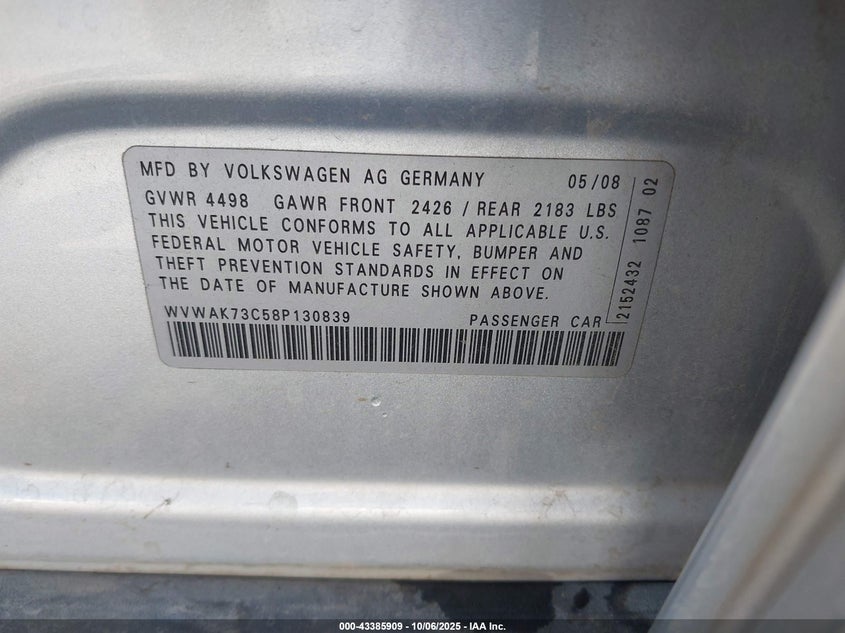 MFD BY VOLKSWAGEN AG GERMANY 05/08
GVWR 4498 GAWR FRONT 2426 / REAR 2183 LBS
THIS VEHICLE CONFORMS TO ALL APPLICABLE U.S.
FEDERAL MOTOR VEHICLE SAFETY, BUMPER AND
THEFT PREVENTION STANDARDS IN EFFECT ON
THE DATE OF MANUFACTURE SHOWN ABOVE.
WVWAK73C58P130839 PASSENGER CAR
2152432 1087 02
000-43385909 - 10/06/2025 - IAA Inc.